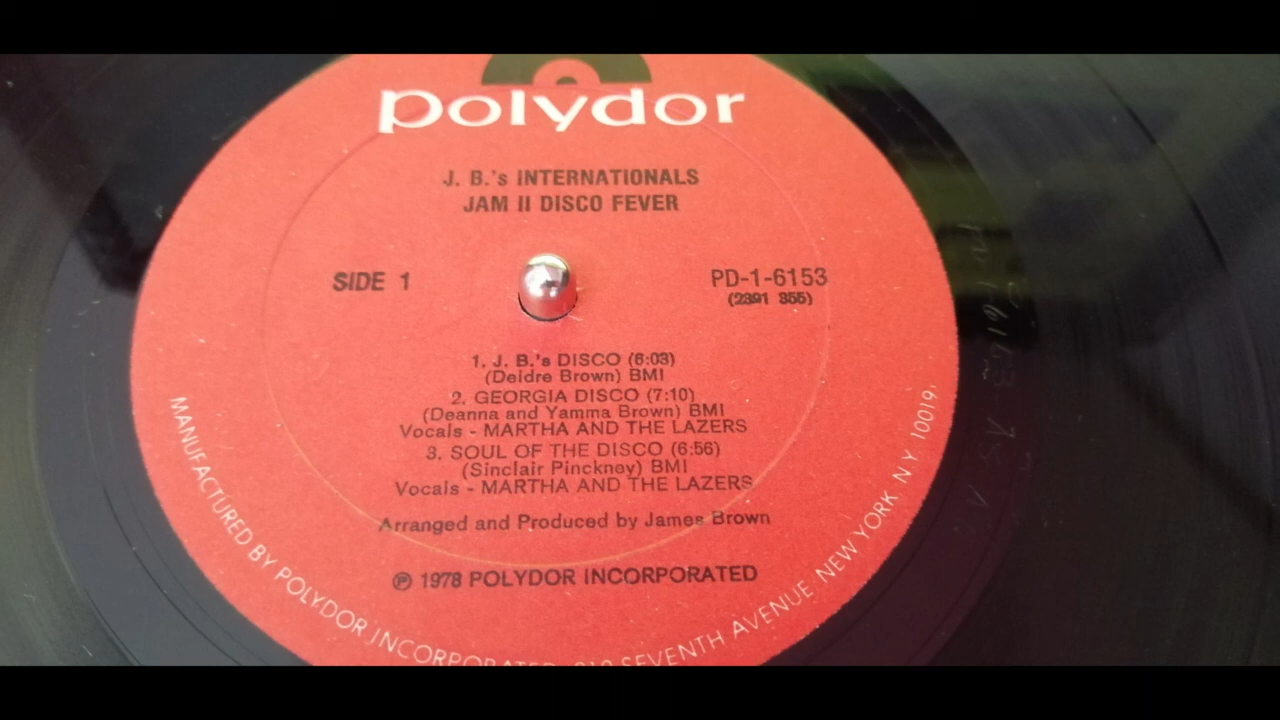 polydor
J. B.'s INTERNATIONALS
JAM II DISCO FEVER
SIDE 1
PD-1-6153
(2391 355)
1. J. B.'s DISCO (6:03)
(Deidre Brown) BMI
2. GEORGIA DISCO (7:10)
(Deanna and Yamma Brown) BMI
Vocals - MARTHA AND THE LAZERS
3. SOUL OF THE DISCO (6:56)
(Sinclair Pinckney) BMI
Vocals - MARTHA AND THE LAZERS
Arranged and Produced by James Brown
℗ 1978 POLYDOR INCORPORATED
MANUFACTURED BY POLYDOR INCORPORATED, 810 SEVENTH AVENUE NEW YORK N Y 10019,